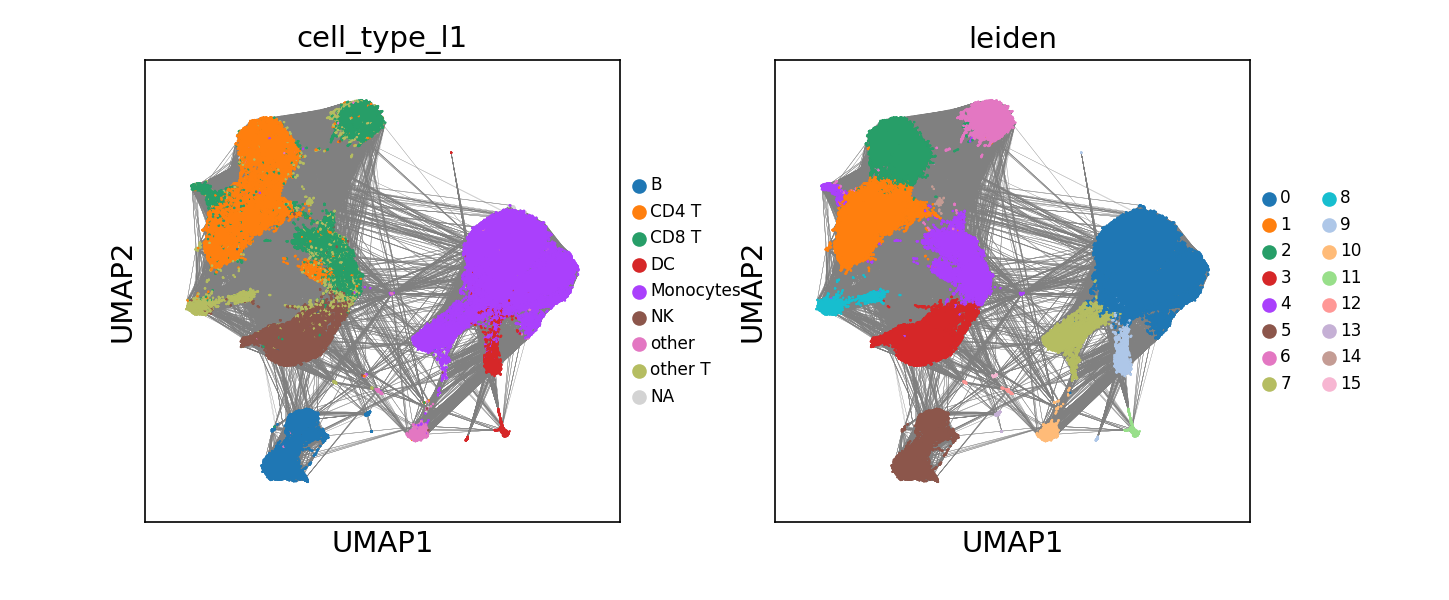 cell_type_l1
UMAP2
UMAP1
B
CD4 T
CD8 T
DC
Monocytes
NK
other
other T
NA
leiden
UMAP2
UMAP1
0
1
2
3
4
5
6
7
8
9
10
11
12
13
14
15